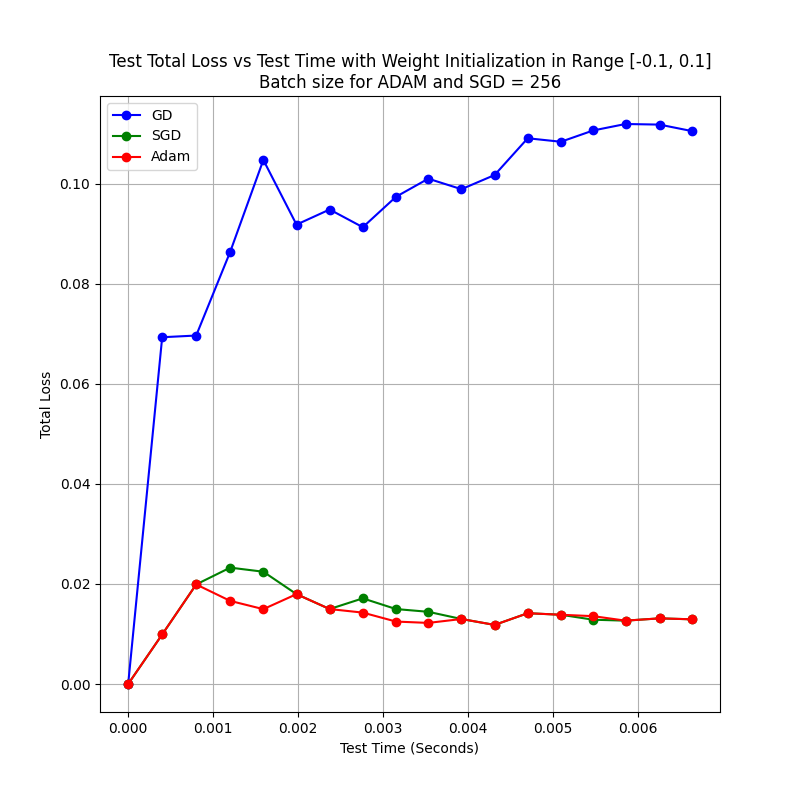 Test Total Loss vs Test Time with Weight Initialization in Range [-0.1, 0.1]
Batch size for ADAM and SGD = 256
GD
SGD
Adam
0.10
0.08
0.06
0.04
0.02
0.00
Total Loss
0.000 0.001 0.002 0.003 0.004 0.005 0.006
Test Time (Seconds)